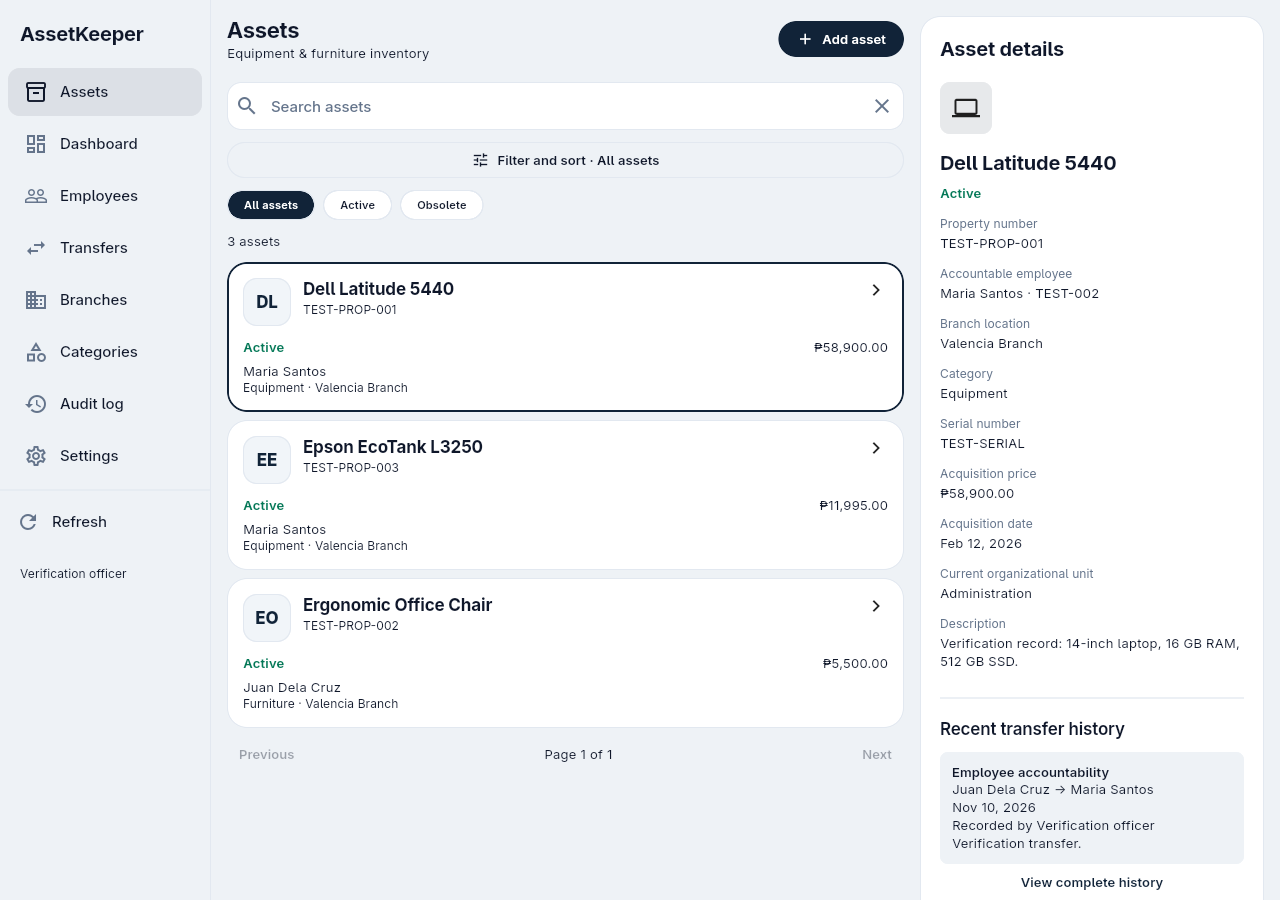 AssetKeeper
Assets
Dashboard
Employees
Transfers
Branches
Categories
Audit log
Settings
Refresh
Verification officer
Assets
Equipment & furniture inventory
Add asset
Search assets
Filter and sort · All assets
All assets
Active
Obsolete
3 assets
DL
Dell Latitude 5440
TEST-PROP-001
Active
₱58,900.00
Maria Santos
Equipment · Valencia Branch
EE
Epson EcoTank L3250
TEST-PROP-003
Active
₱11,995.00
Maria Santos
Equipment · Valencia Branch
EO
Ergonomic Office Chair
TEST-PROP-002
Active
₱5,500.00
Juan Dela Cruz
Furniture · Valencia Branch
Previous
Page 1 of 1
Next
Asset details
Dell Latitude 5440
Active
Property number
TEST-PROP-001
Accountable employee
Maria Santos · TEST-002
Branch location
Valencia Branch
Category
Equipment
Serial number
TEST-SERIAL
Acquisition price
₱58,900.00
Acquisition date
Feb 12, 2026
Current organizational unit
Administration
Description
Verification record: 14-inch laptop, 16 GB RAM,
512 GB SSD.
Recent transfer history
Employee accountability
Juan Dela Cruz → Maria Santos
Nov 10, 2026
Recorded by Verification officer
Verification transfer.
View complete history